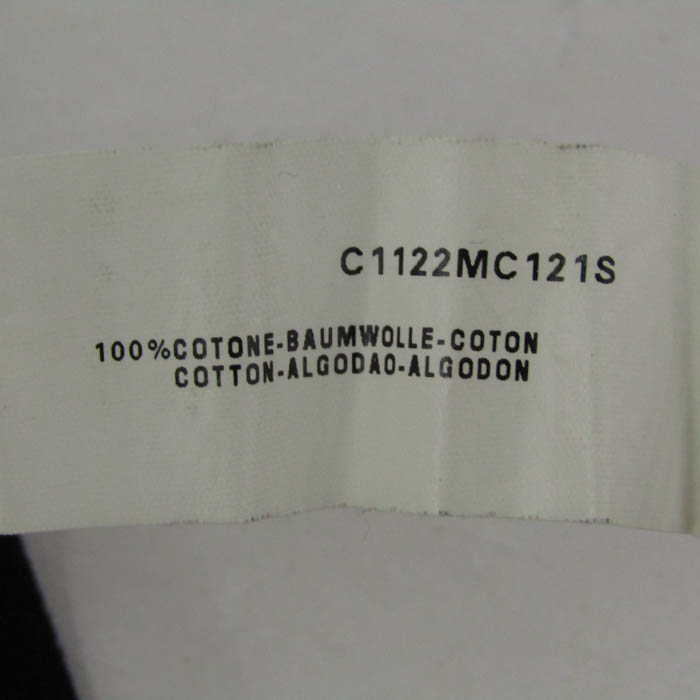 C1122MC121S
100%COTONE-BAUMWOLLE-COTON
COTTON-ALGODAO-ALGODON